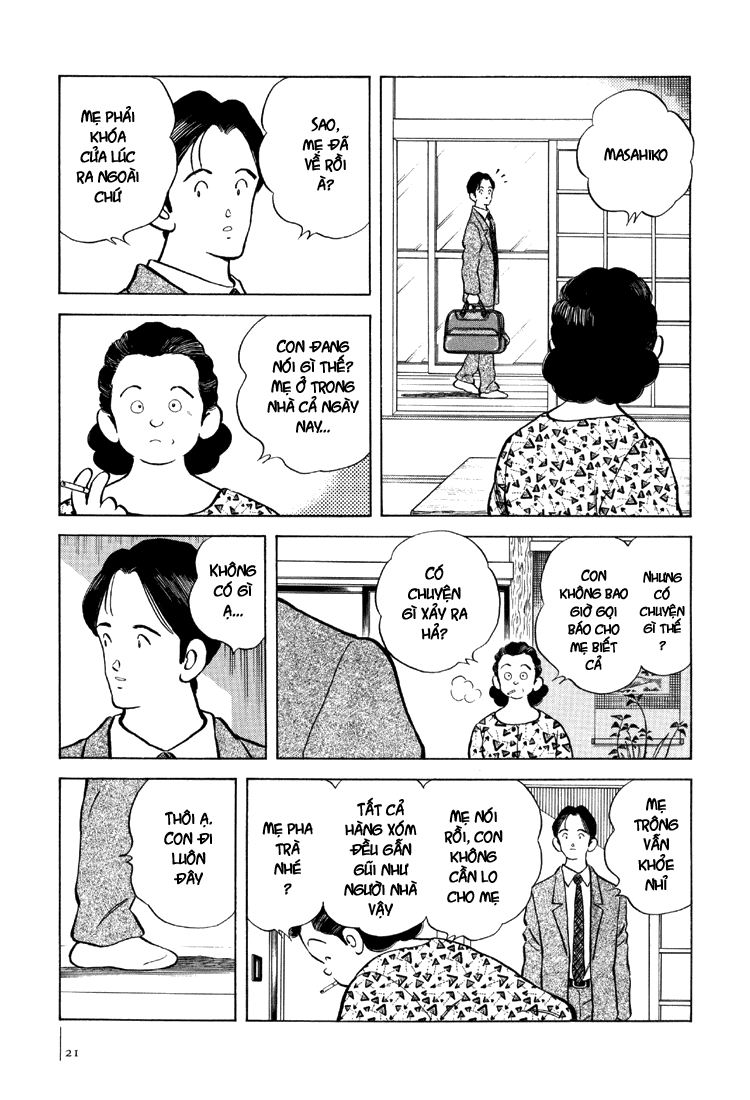 MASAHIKO
SAO,
MẸ ĐÃ
VỀ RỒI
À?
MẸ PHẢI
KHÓA
CỬA LÚC
RA NGOÀI
CHỨ
CON ĐANG
NÓI GÌ THẾ?
MẸ Ở TRONG
NHÀ CẢ NGÀY
NAY...
NHƯNG
CÓ
CHUYỆN
GÌ THẾ
?
CON
KHÔNG BAO
GIỜ GỌI
BÁO CHO
MẸ BIẾT
CẢ
CÓ
CHUYỆN
GÌ XẢY RA
HẢ?
KHÔNG
CÓ GÌ
Ạ...
MẸ
TRÔNG
VẪN
KHỎE
NHỈ
MẸ NÓI
RỒI, CON
KHÔNG
CẦN LO
CHO MẸ
TẤT CẢ
HÀNG XÓM
ĐỀU GẦN
GŨI NHƯ
NGƯỜI NHÀ
VẬY
MẸ PHA
TRÀ
NHÉ
?
THÔI Ạ.
CON ĐI
LUÔN
ĐÂY
21